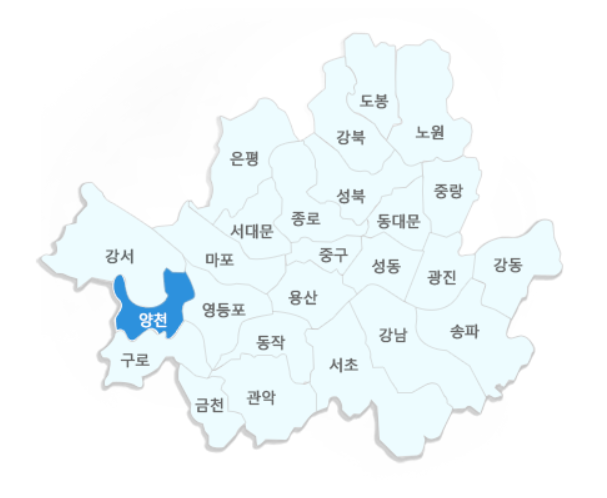 도봉
노원
강북
은평
중랑
성북
동대문
종로
서대문
중구
마포
강서
성동
강동
광진
용산
영등포
양천
송파
강남
동작
구로
서초
관악
금천